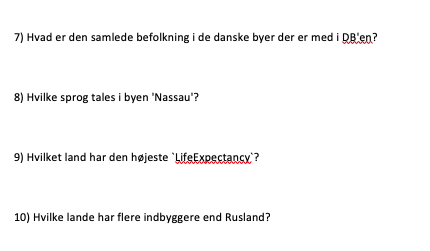 7) Hvad er den samlede befolkning i de danske byer der er med i DB'en?
8) Hvilke sprog tales i byen 'Nassau'?
9) Hvilket land har den højeste `LifeExpectancy`?
10) Hvilke lande har flere indbyggere end Rusland?